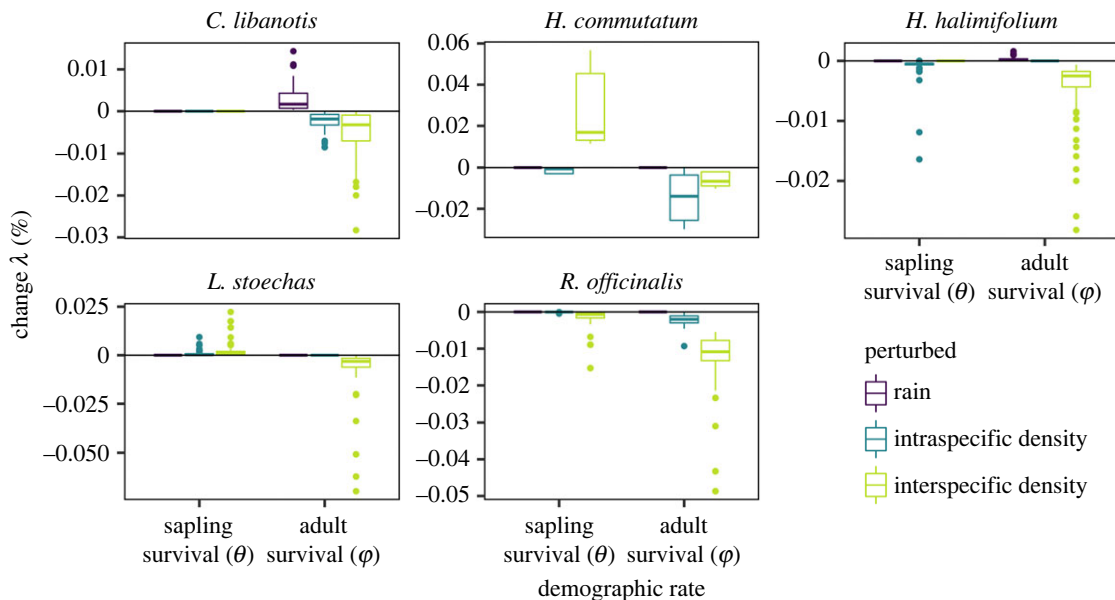 C. libanotis
H. commutatum
H. halimifolium
change λ (%)
0.01
0
–0.01
–0.02
–0.03
0.06
0.04
0.02
0
–0.02
0
–0.01
–0.02
sapling
survival (θ)
adult
survival (φ)
L. stoechas
R. officinalis
0.025
0
–0.025
–0.050
0
–0.01
–0.02
–0.03
–0.04
–0.05
sapling
survival (θ)
adult
survival (φ)
sapling
survival (θ)
adult
survival (φ)
demographic rate
perturbed
rain
intraspecific density
interspecific density